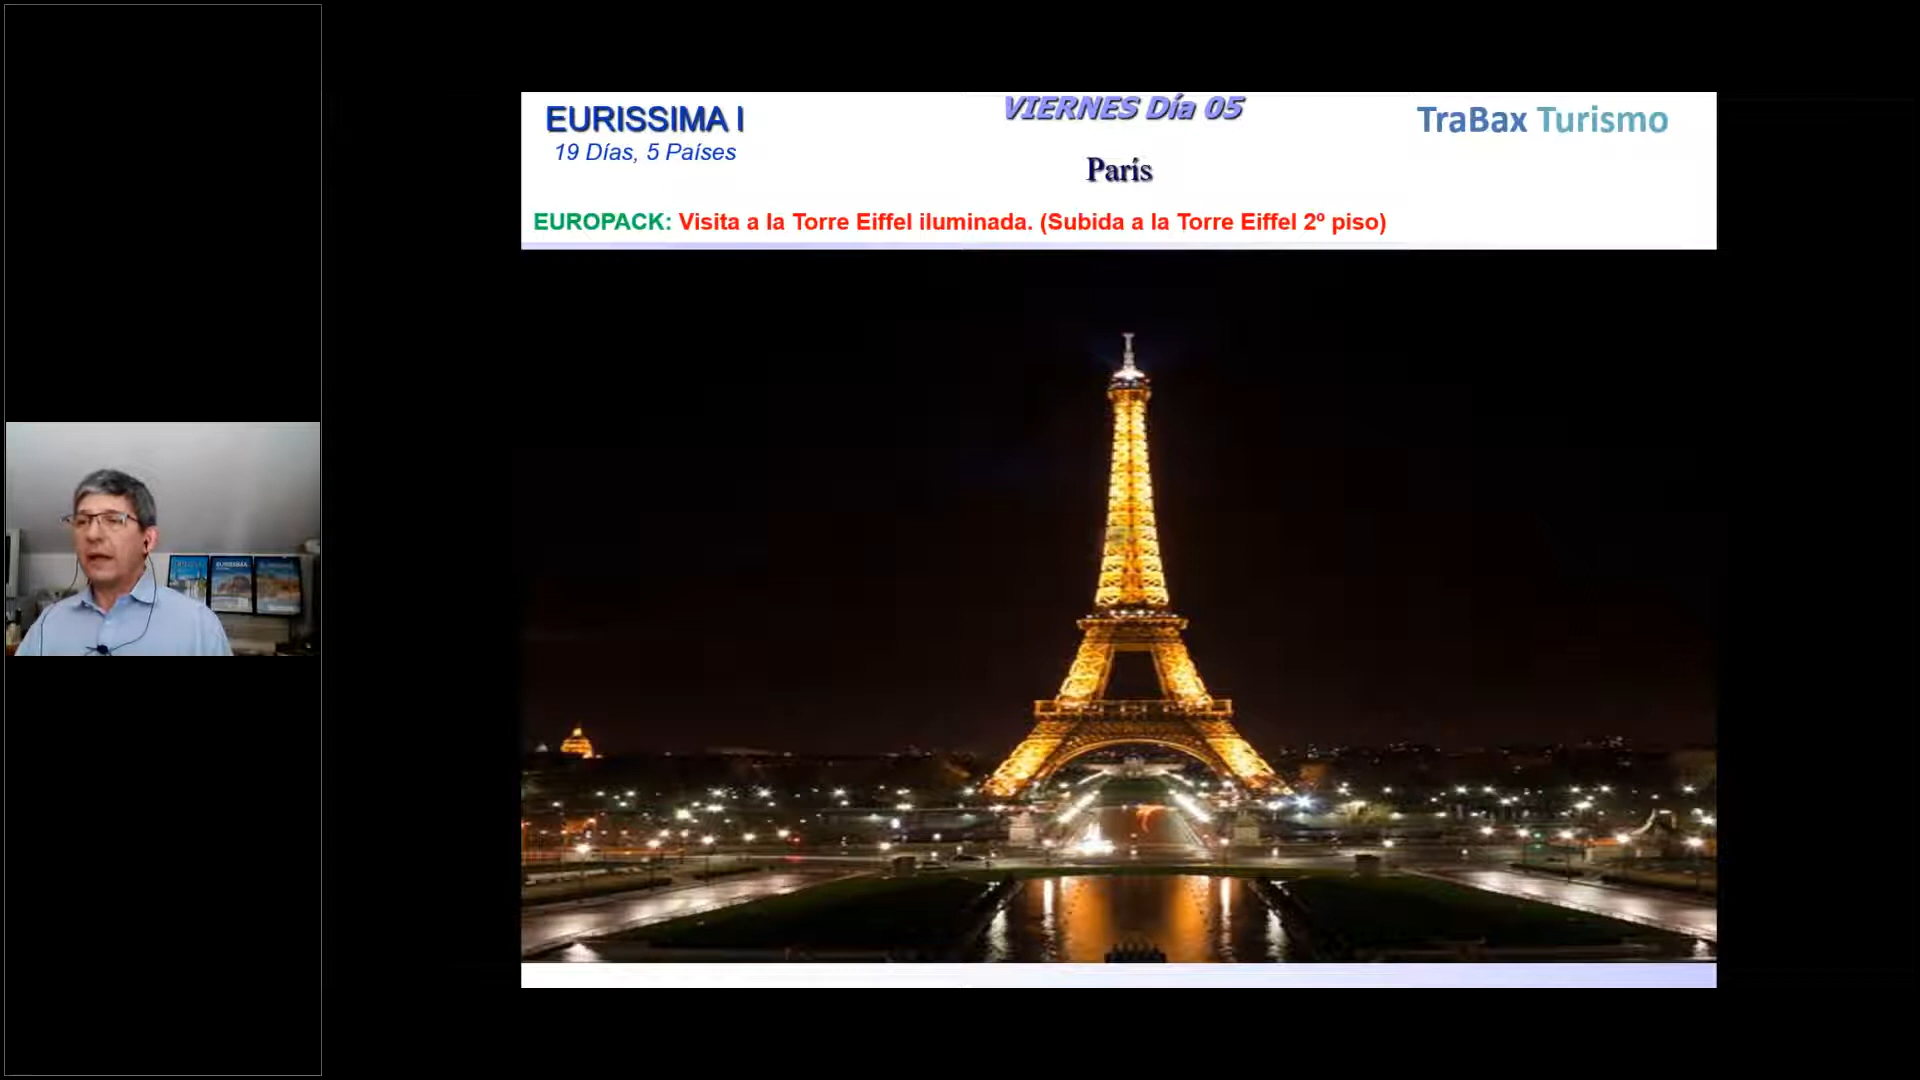 EURISSIMA I
19 Días, 5 Países
VIERNES Día 05
París
TraBax Turismo
EUROPACK: Visita a la Torre Eiffel iluminada. (Subida a la Torre Eiffel 2º piso)
EURISSIMA